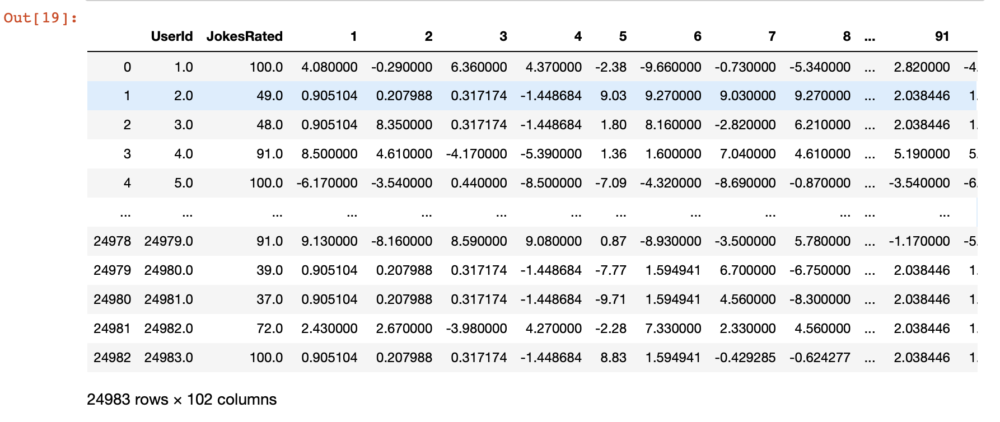 Out[19]:
UserId JokesRated 1 2 3 4 5 6 7 8 ... 91
0 1.0 100.0 4.080000 -0.290000 6.360000 4.370000 -2.38 -9.660000 -0.730000 -5.340000 ... 2.820000 -4.
1 2.0 49.0 0.905104 0.207988 0.317174 -1.448684 9.03 9.270000 9.030000 9.270000 ... 2.038446 1.
2 3.0 48.0 0.905104 8.350000 0.317174 -1.448684 1.80 8.160000 -2.820000 6.210000 ... 2.038446 1.
3 4.0 91.0 8.500000 4.610000 -4.170000 -5.390000 1.36 1.600000 7.040000 4.610000 ... 5.190000 5.
4 5.0 100.0 -6.170000 -3.540000 0.440000 -8.500000 -7.09 -4.320000 -8.690000 -0.870000 ... -3.540000 -6.
... ... ... ... ... ... ... ... ... ... ... ... ...
24978 24979.0 91.0 9.130000 -8.160000 8.590000 9.080000 0.87 -8.930000 -3.500000 5.780000 ... -1.170000 -5.
24979 24980.0 39.0 0.905104 0.207988 0.317174 -1.448684 -7.77 1.594941 6.700000 -6.750000 ... 2.038446 1.
24980 24981.0 37.0 0.905104 0.207988 0.317174 -1.448684 -9.71 1.594941 4.560000 -8.300000 ... 2.038446 1.
24981 24982.0 72.0 2.430000 2.670000 -3.980000 4.270000 -2.28 7.330000 2.330000 4.560000 ... 2.038446 1.
24982 24983.0 100.0 0.905104 0.207988 0.317174 -1.448684 8.83 1.594941 -0.429285 -0.624277 ... 2.038446 1.
24983 rows × 102 columns